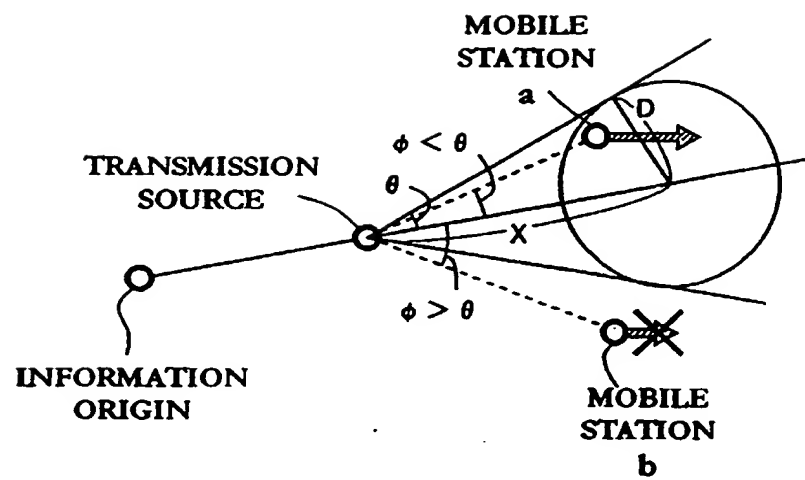 MOBILE
STATION
a
D
ϕ < θ
θ
TRANSMISSION
SOURCE
X
ϕ > θ
INFORMATION
ORIGIN
MOBILE
STATION
b